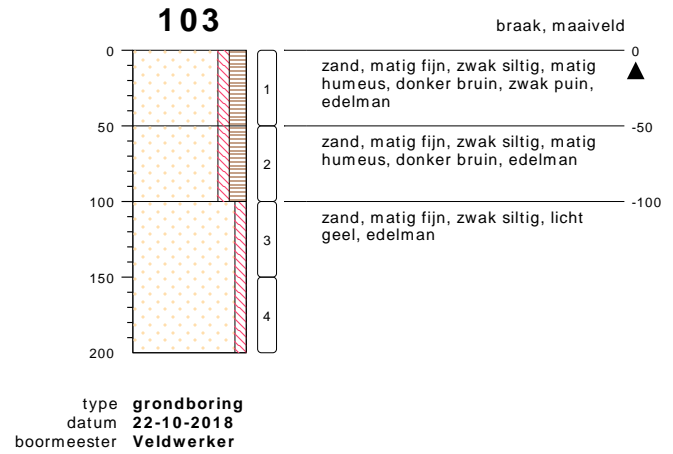 103
braak, maaiveld
0
0
zand, matig fijn, zwak siltig, matig
humeus, donker bruin, zwak puin,
edelman
1
50
-50
zand, matig fijn, zwak siltig, matig
humeus, donker bruin, edelman
2
100
-100
zand, matig fijn, zwak siltig, licht
geel, edelman
3
150
4
200
type grondboring
datum 22-10-2018
boormeester Veldwerker